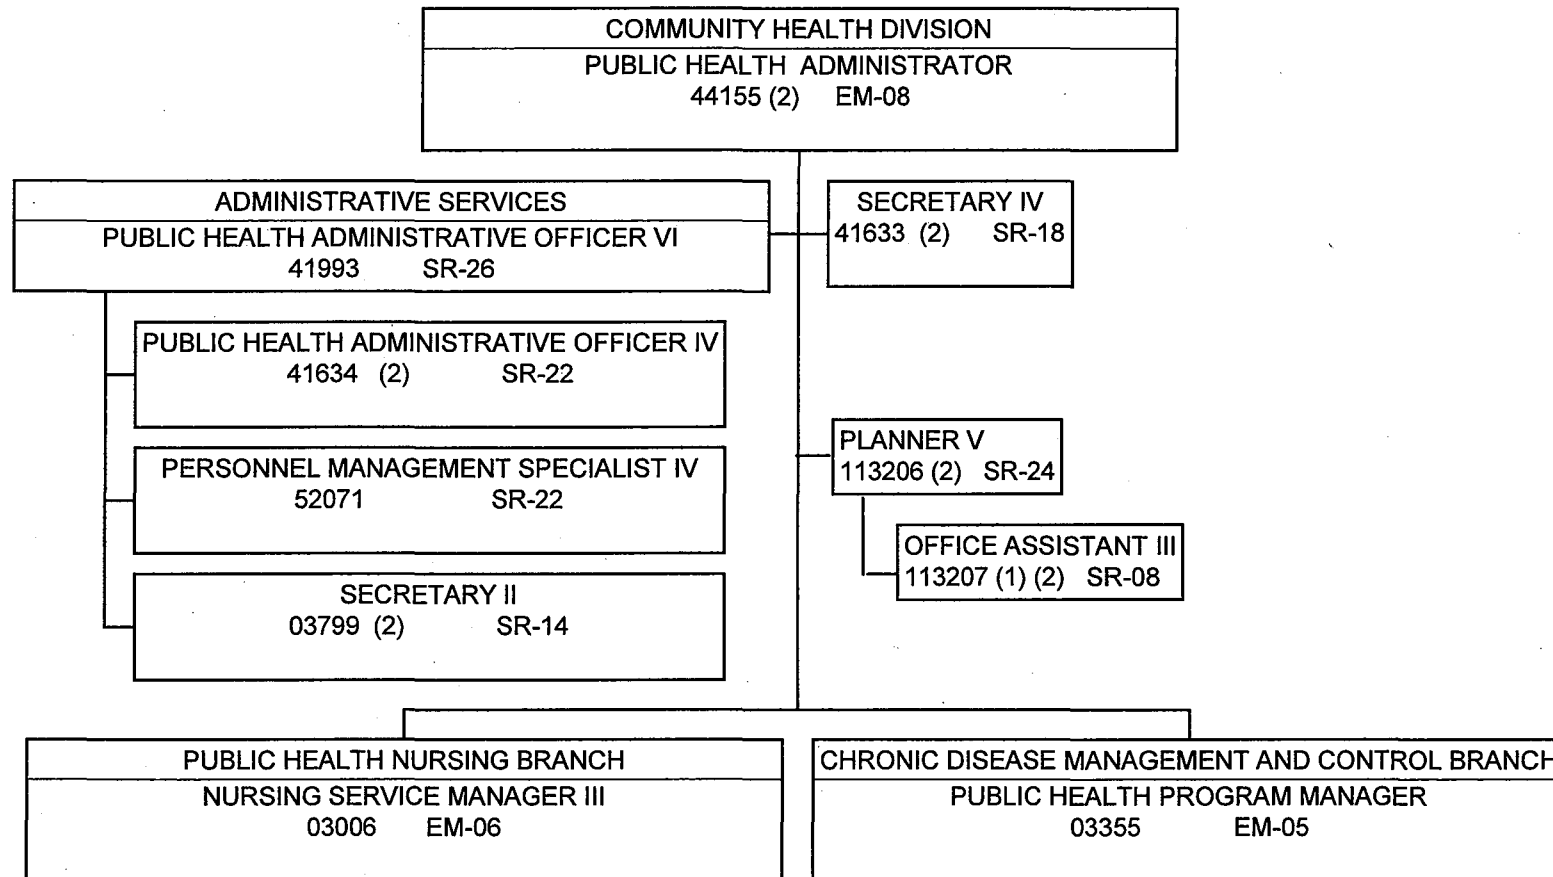 COMMUNITY HEALTH DIVISION
PUBLIC HEALTH ADMINISTRATOR
44155 (2) EM-08
ADMINISTRATIVE SERVICES
PUBLIC HEALTH ADMINISTRATIVE OFFICER VI
41993 SR-26
SECRETARY IV
41633 (2) SR-18
PUBLIC HEALTH ADMINISTRATIVE OFFICER IV
41634 (2) SR-22
PERSONNEL MANAGEMENT SPECIALIST IV
52071 SR-22
SECRETARY II
03799 (2) SR-14
PLANNER V
113206 (2) SR-24
OFFICE ASSISTANT III
113207 (1) (2) SR-08
PUBLIC HEALTH NURSING BRANCH
NURSING SERVICE MANAGER III
03006 EM-06
CHRONIC DISEASE MANAGEMENT AND CONTROL BRANCH
PUBLIC HEALTH PROGRAM MANAGER
03355 EM-05